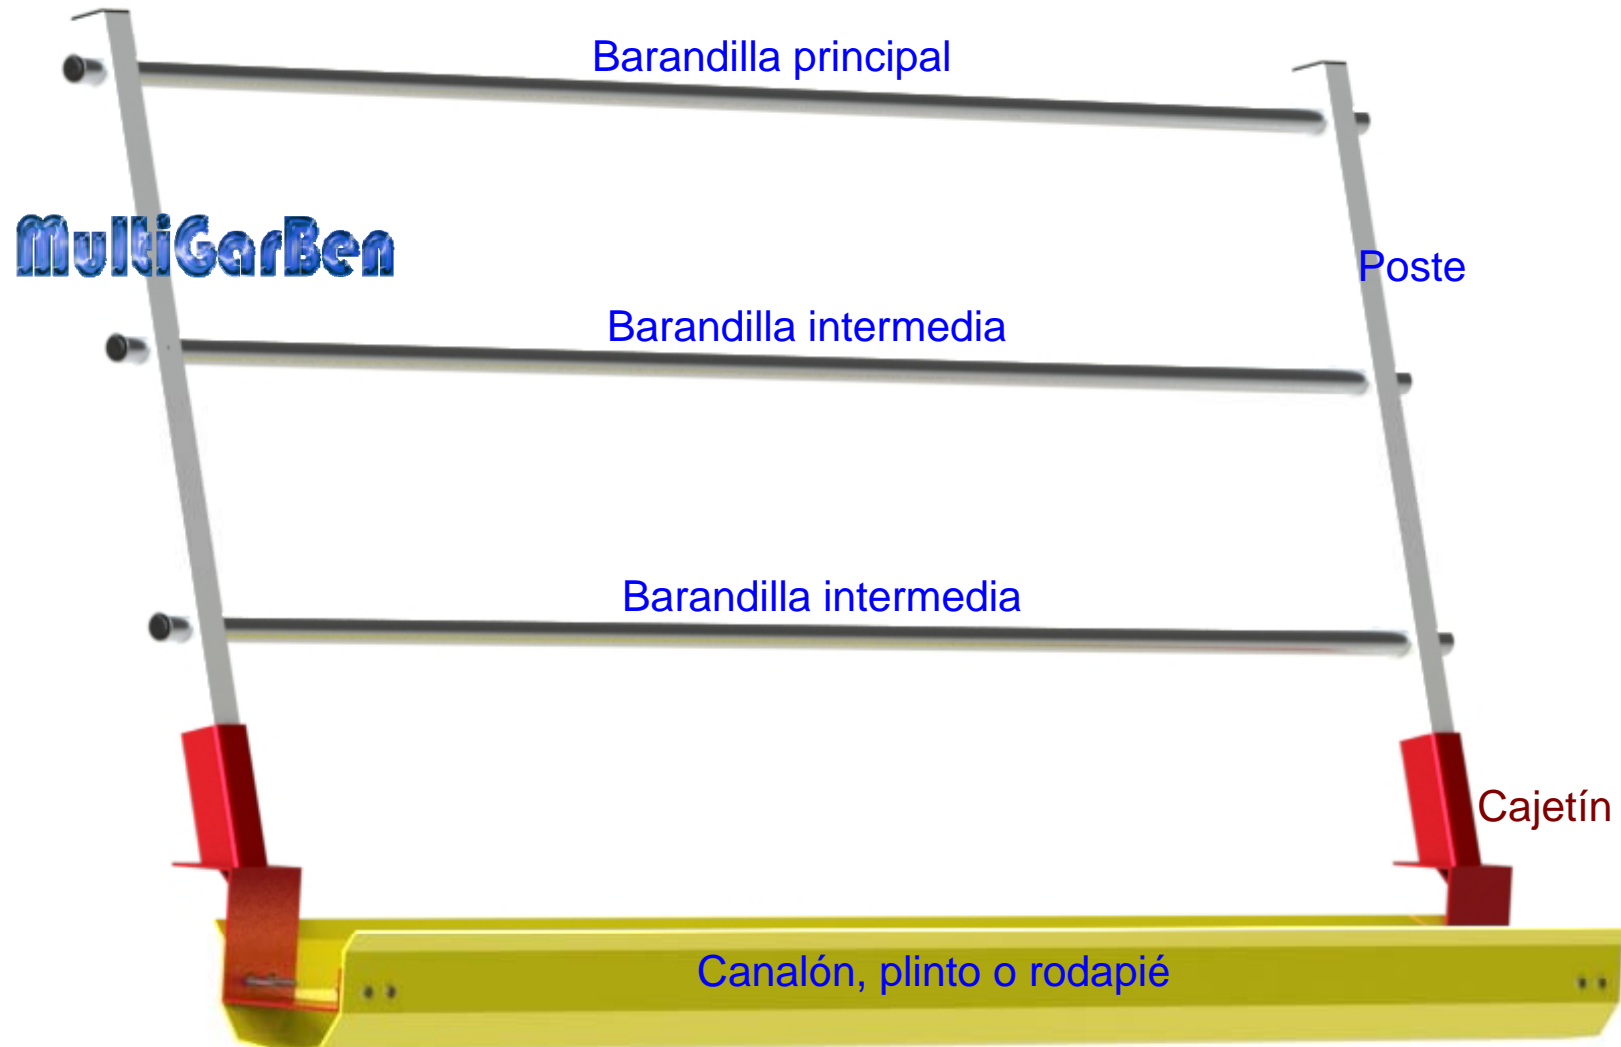 Barandilla principal
MultiGarBen
Poste
Barandilla intermedia
Barandilla intermedia
Cajetín
Canalón, plinto o rodapié